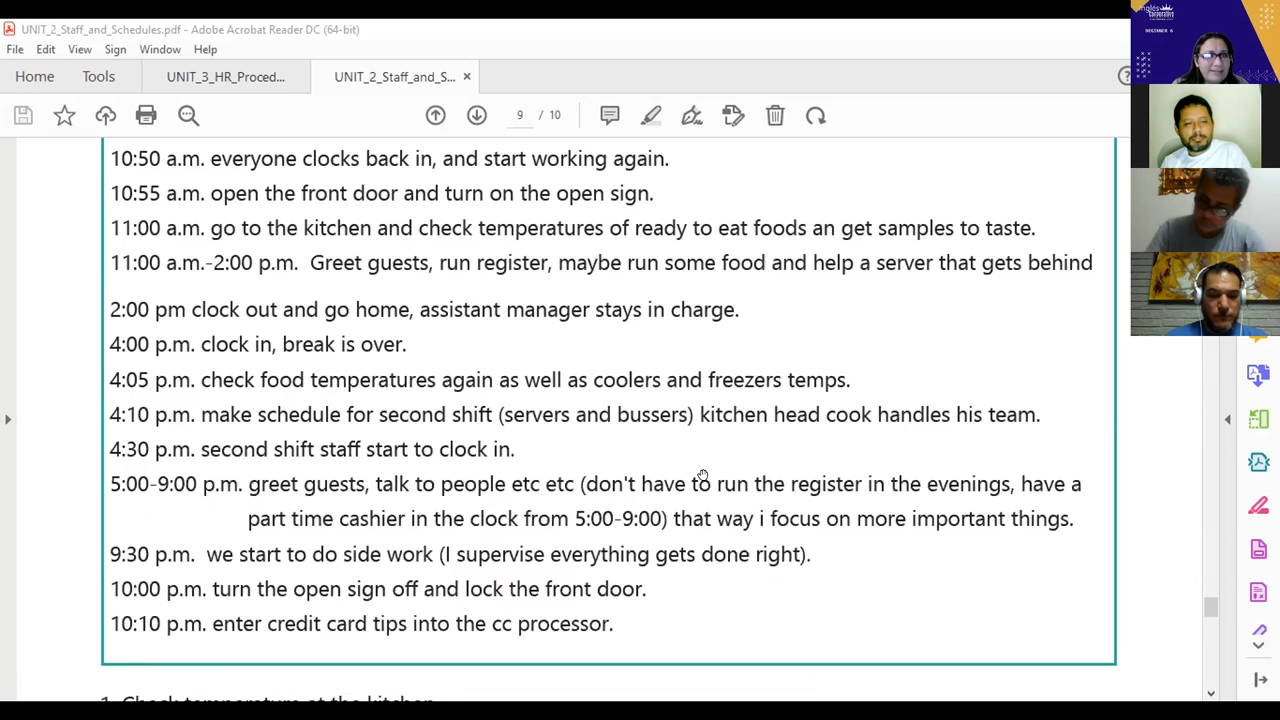 UNIT_2_Staff_and_Schedules.pdf - Adobe Acrobat Reader DC (64-bit)
File Edit View Sign Window Help
Home Tools UNIT_3_HR_Proced... UNIT_2_Staff_and_S... ×
9 / 10
inglés
corporativo
BEGINNER 6
10:50 a.m. everyone clocks back in, and start working again.
10:55 a.m. open the front door and turn on the open sign.
11:00 a.m. go to the kitchen and check temperatures of ready to eat foods an get samples to taste.
11:00 a.m.-2:00 p.m. Greet guests, run register, maybe run some food and help a server that gets behind
2:00 pm clock out and go home, assistant manager stays in charge.
4:00 p.m. clock in, break is over.
4:05 p.m. check food temperatures again as well as coolers and freezers temps.
4:10 p.m. make schedule for second shift (servers and bussers) kitchen head cook handles his team.
4:30 p.m. second shift staff start to clock in.
5:00-9:00 p.m. greet guests, talk to people etc etc (don't have to run the register in the evenings, have a
part time cashier in the clock from 5:00-9:00) that way i focus on more important things.
9:30 p.m. we start to do side work (I supervise everything gets done right).
10:00 p.m. turn the open sign off and lock the front door.
10:10 p.m. enter credit card tips into the cc processor.
1. Check temperature at the kitchen